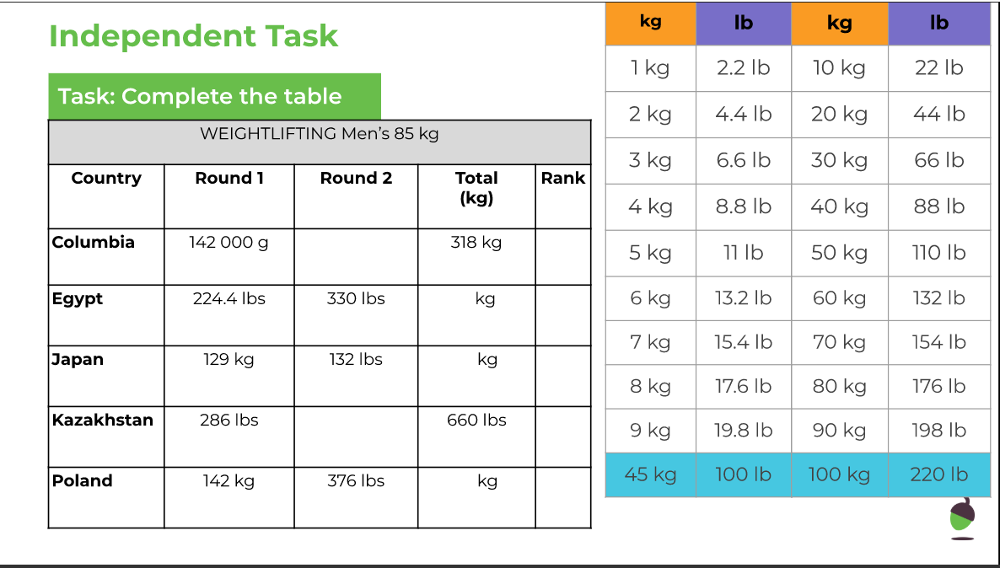 Independent Task
Task: Complete the table
WEIGHTLIFTING Men's 85 kg
Country Round 1 Round 2 Total (kg) Rank
Columbia 142 000 g 318 kg
Egypt 224.4 lbs 330 lbs kg
Japan 129 kg 132 lbs kg
Kazakhstan 286 lbs 660 lbs
Poland 142 kg 376 lbs kg
kg lb kg lb
1 kg 2.2 lb 10 kg 22 lb
2 kg 4.4 lb 20 kg 44 lb
3 kg 6.6 lb 30 kg 66 lb
4 kg 8.8 lb 40 kg 88 lb
5 kg 11 lb 50 kg 110 lb
6 kg 13.2 lb 60 kg 132 lb
7 kg 15.4 lb 70 kg 154 lb
8 kg 17.6 lb 80 kg 176 lb
9 kg 19.8 lb 90 kg 198 lb
45 kg 100 lb 100 kg 220 lb